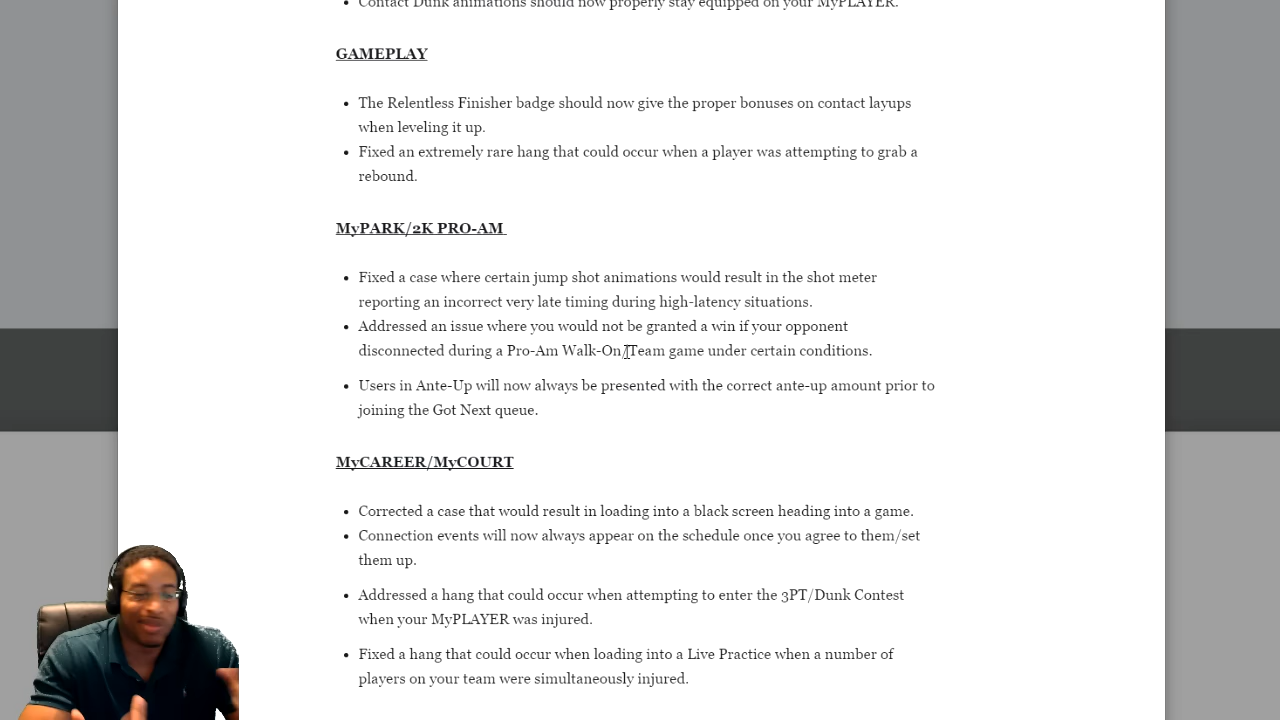 Contact Dunk animations should now properly stay equipped on your MyPLAYER.
GAMEPLAY
The Relentless Finisher badge should now give the proper bonuses on contact layups
when leveling it up.
Fixed an extremely rare hang that could occur when a player was attempting to grab a
rebound.
MyPARK/2K PRO-AM
Fixed a case where certain jump shot animations would result in the shot meter
reporting an incorrect very late timing during high-latency situations.
Addressed an issue where you would not be granted a win if your opponent
disconnected during a Pro-Am Walk-On/Team game under certain conditions.
Users in Ante-Up will now always be presented with the correct ante-up amount prior to
joining the Got Next queue.
MyCAREER/MyCOURT
Corrected a case that would result in loading into a black screen heading into a game.
Connection events will now always appear on the schedule once you agree to them/set
them up.
Addressed a hang that could occur when attempting to enter the 3PT/Dunk Contest
when your MyPLAYER was injured.
Fixed a hang that could occur when loading into a Live Practice when a number of
players on your team were simultaneously injured.